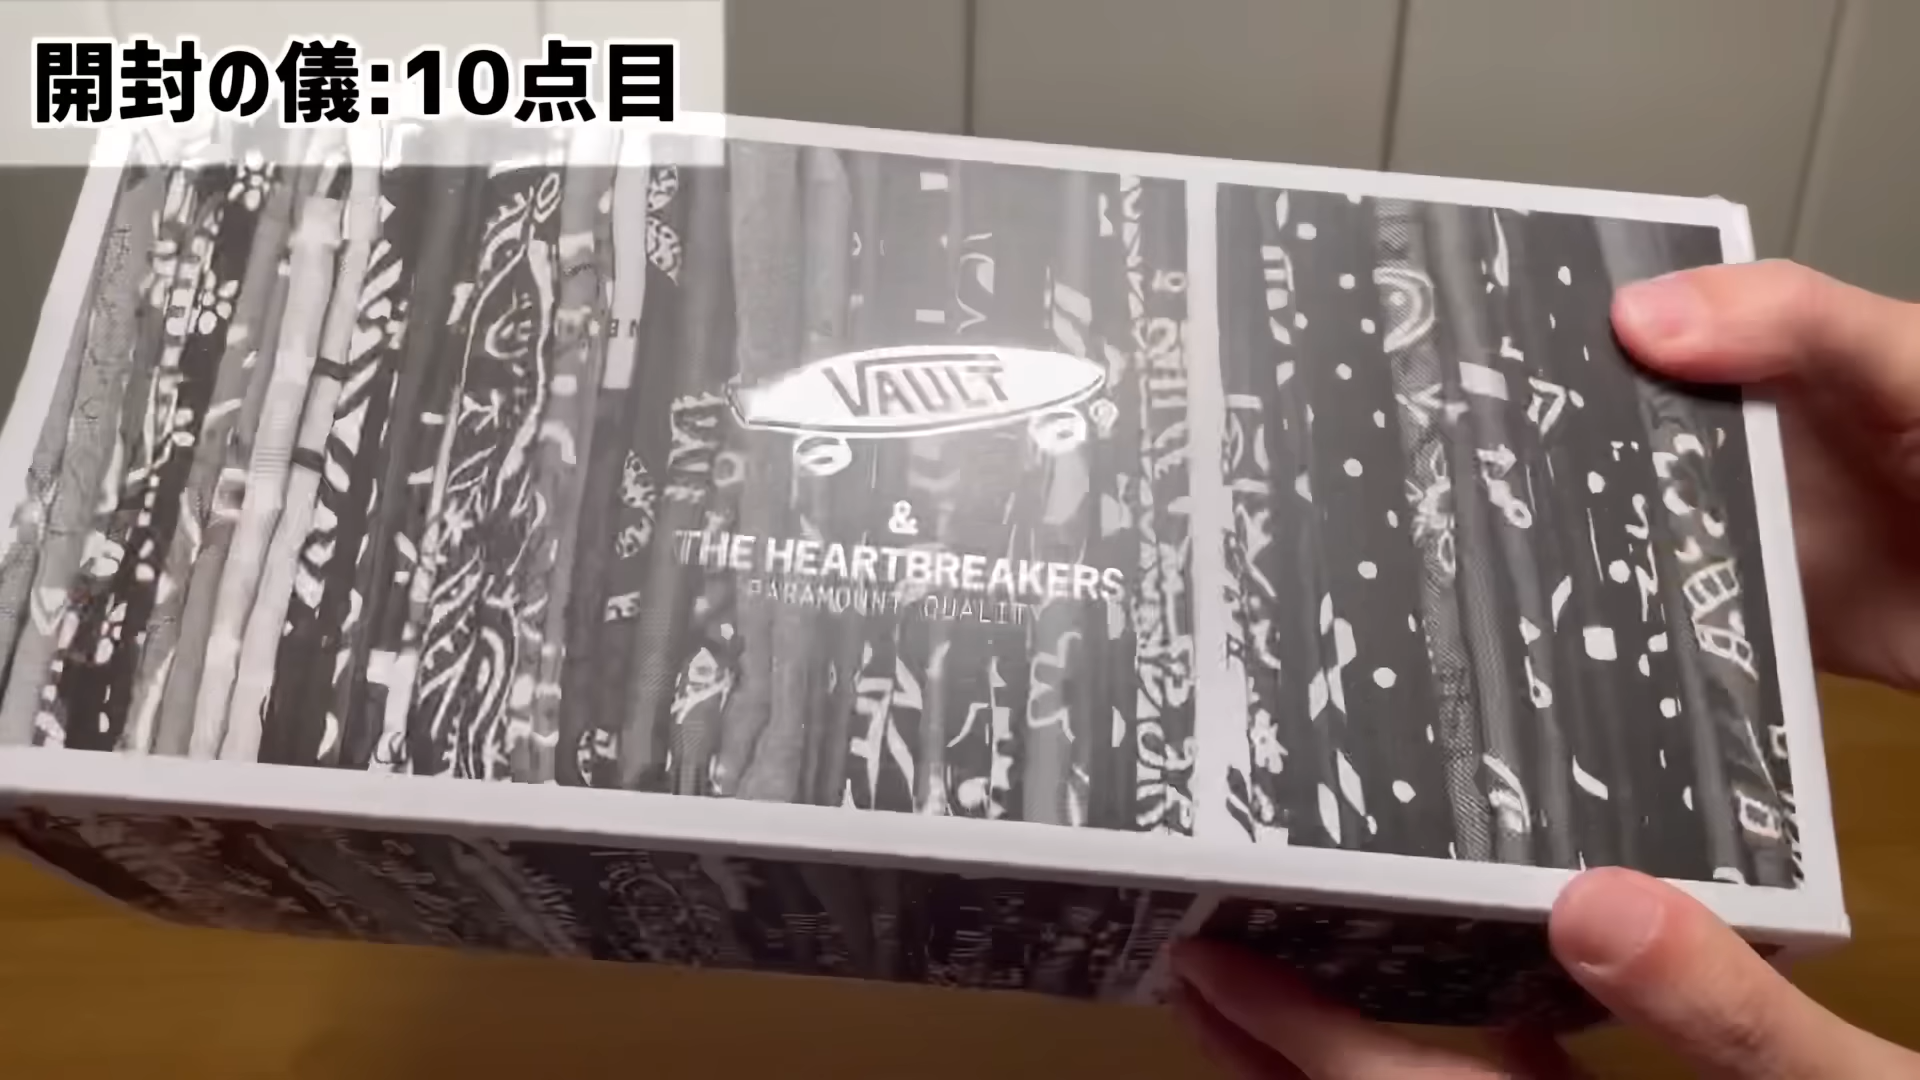 開封の儀:10点目
VAULT
&
THE HEARTBREAKERS
PARAMOUNT QUALITY